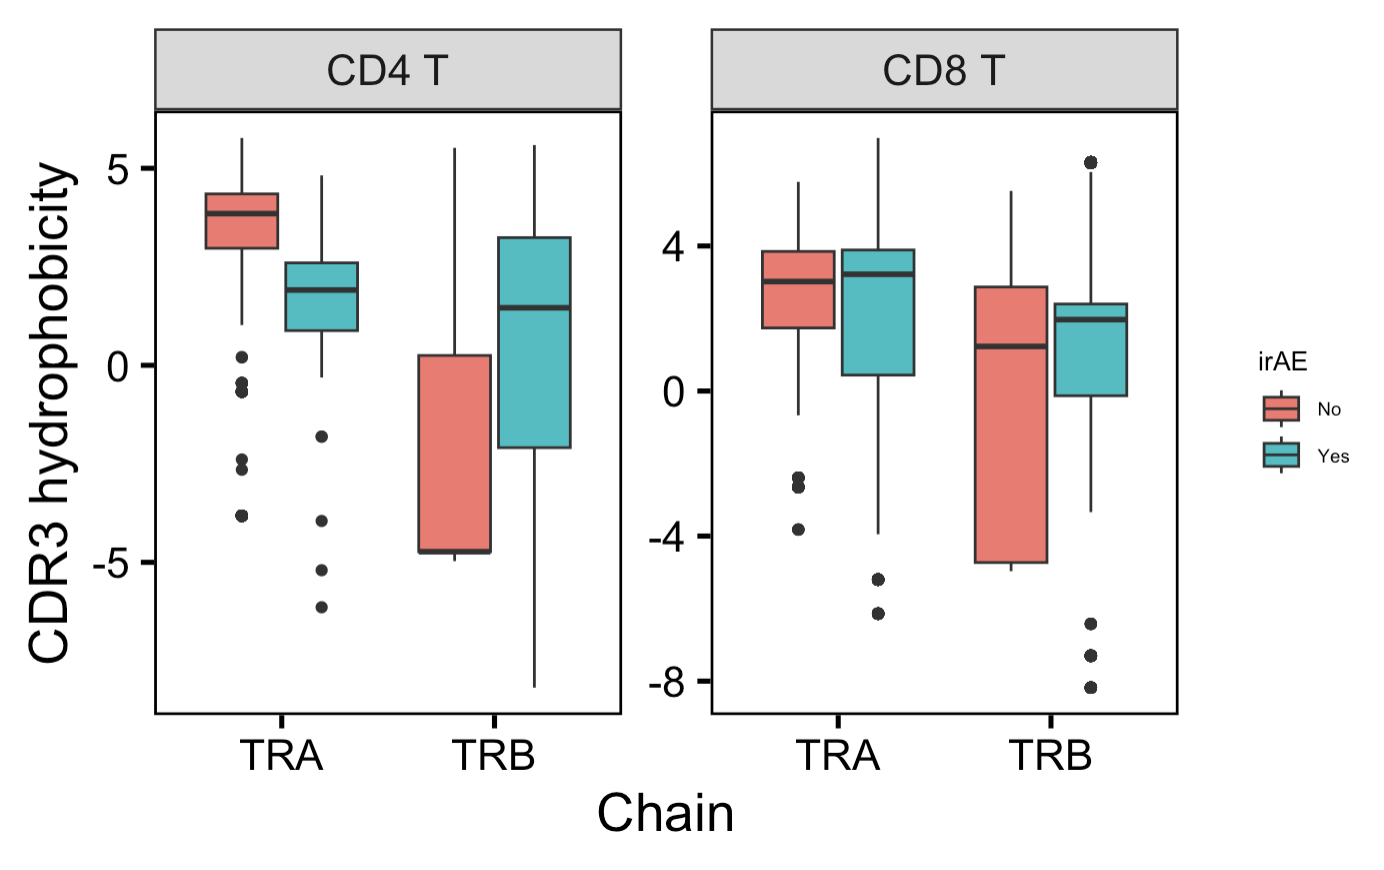 CD4 T
CD8 T
CDR3 hydrophobicity
5
0
-5
4
0
-4
-8
TRA
TRB
TRA
TRB
Chain
irAE
No
Yes